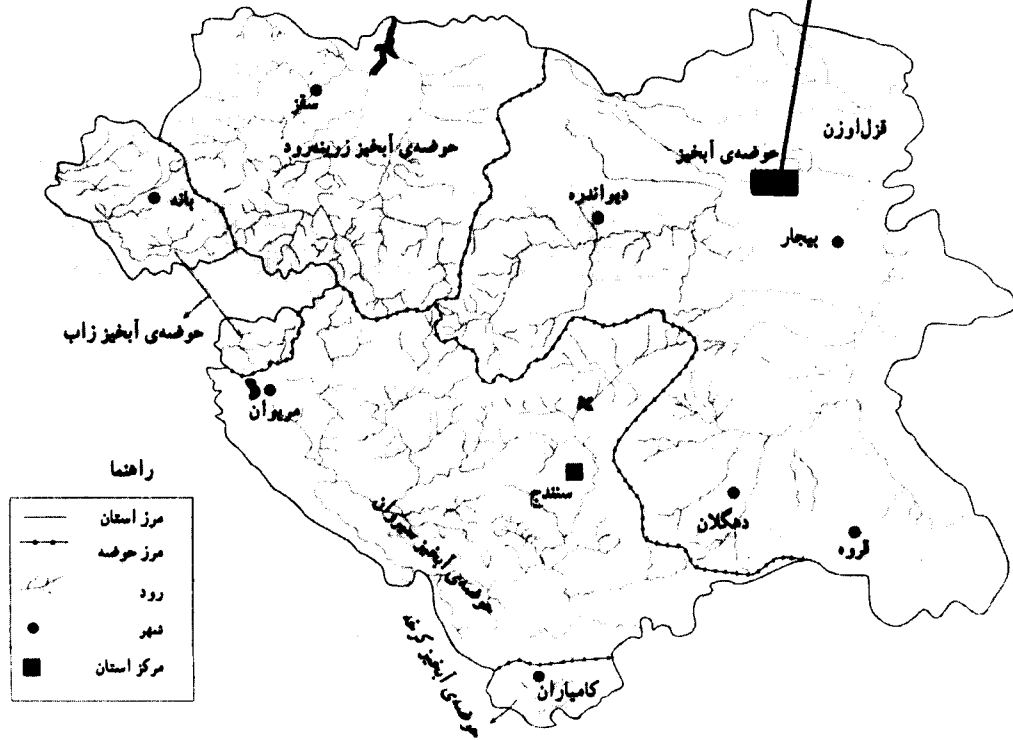 سقز
حوضه‌ی آبخیز زرینه‌رود
بانه
حوضه‌ی آبخیز زاب
قزل‌اوزن
حوضه‌ی آبخیز
دیواندره
بیجار
مریوان
سنندج
دهگلان
قروه
حوضه‌ی آبخیز سیروان
حوضه‌ی آبخیز کرخه
کامیاران
راهنما
مرز استان
مرز حوضه
رود
شهر
مرکز استان